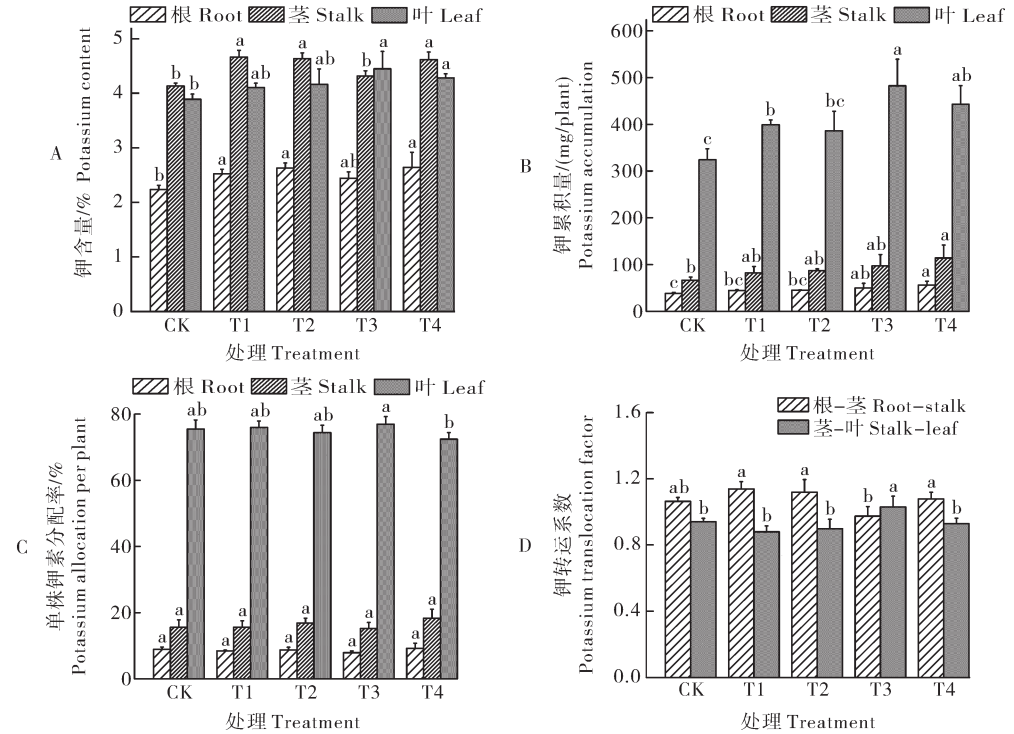 根 Root 茎 Stalk 叶 Leaf
5
4
3
2
1
0
钾含量/% Potassium content
A
b b b
a a ab
a a ab
ab b a
a a a
CK T1 T2 T3 T4
处理 Treatment
根 Root 茎 Stalk 叶 Leaf
600
500
400
300
200
100
0
钾累积量/(mg/plant)
Potassium accumulation
B
c b c
bc ab b
bc ab bc
ab ab a
a a ab
CK T1 T2 T3 T4
处理 Treatment
根 Root 茎 Stalk 叶 Leaf
80
60
40
20
0
单株钾素分配率/%
Potassium allocation per plant
C
a a ab
a a ab
a a ab
a a a
a a b
CK T1 T2 T3 T4
处理 Treatment
根-茎 Root-stalk
茎-叶 Stalk-leaf
1.6
1.2
0.8
0.4
0.0
钾转运系数
Potassium translocation factor
D
ab b
a b
a b
b a
a b
CK T1 T2 T3 T4
处理 Treatment